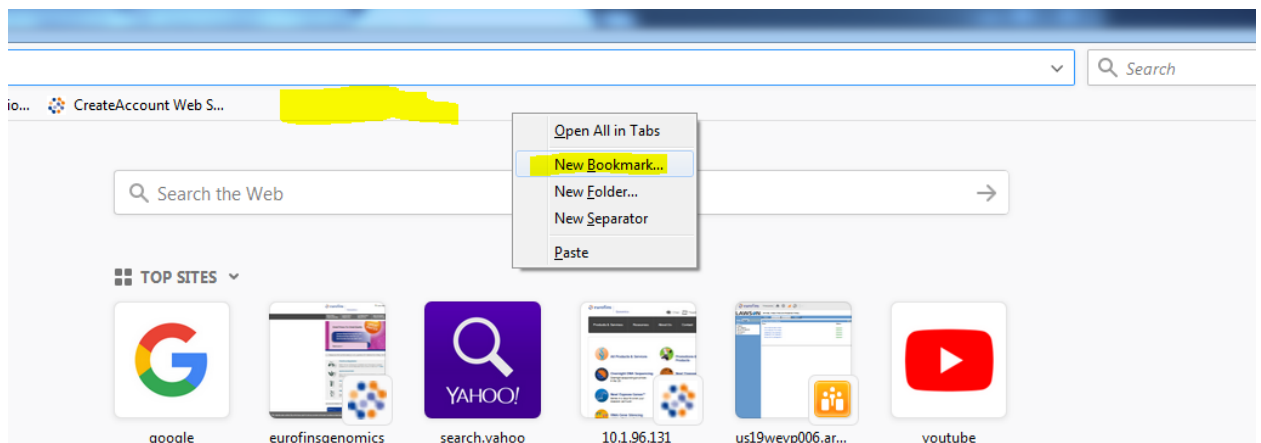 Search
io... CreateAccount Web S...
Open All in Tabs
New Bookmark...
New Folder...
New Separator
Paste
Search the Web
TOP SITES
YAHOO!
google eurofinsgenomics search.yahoo 10.1.96.131 us19wevp006.ar... youtube